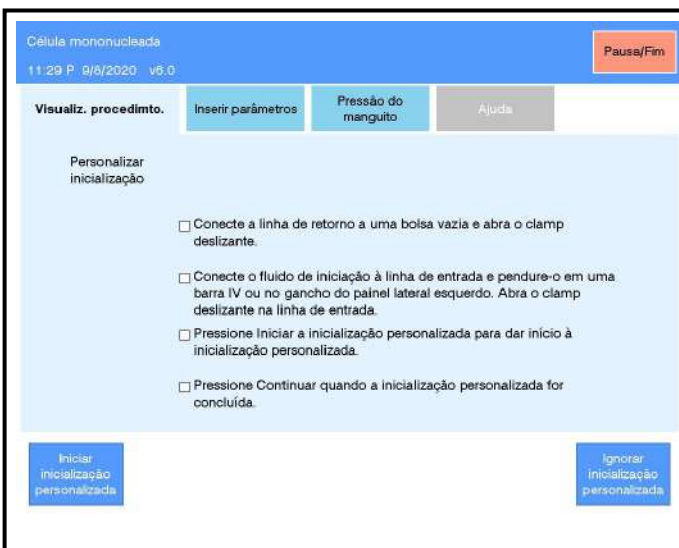 Célula mononucleada
Pausa/Fim
11:29 P 9/8/2020 v6.0
Visualiz. procedimto.
Inserir parâmetros
Pressão do
manguito
Ajuda
Personalizar
inicialização
Conecte a linha de retorno a uma bolsa vazia e abra o clamp
deslizante.
Conecte o fluido de iniciação à linha de entrada e pendure-o em uma
barra IV ou no gancho do painel lateral esquerdo. Abra o clamp
deslizante na linha de entrada.
Pressione Iniciar a inicialização personalizada para dar início à
inicialização personalizada.
Pressione Continuar quando a inicialização personalizada for
concluída.
Iniciar
inicialização
personalizada
Ignorar
inicialização
personalizada